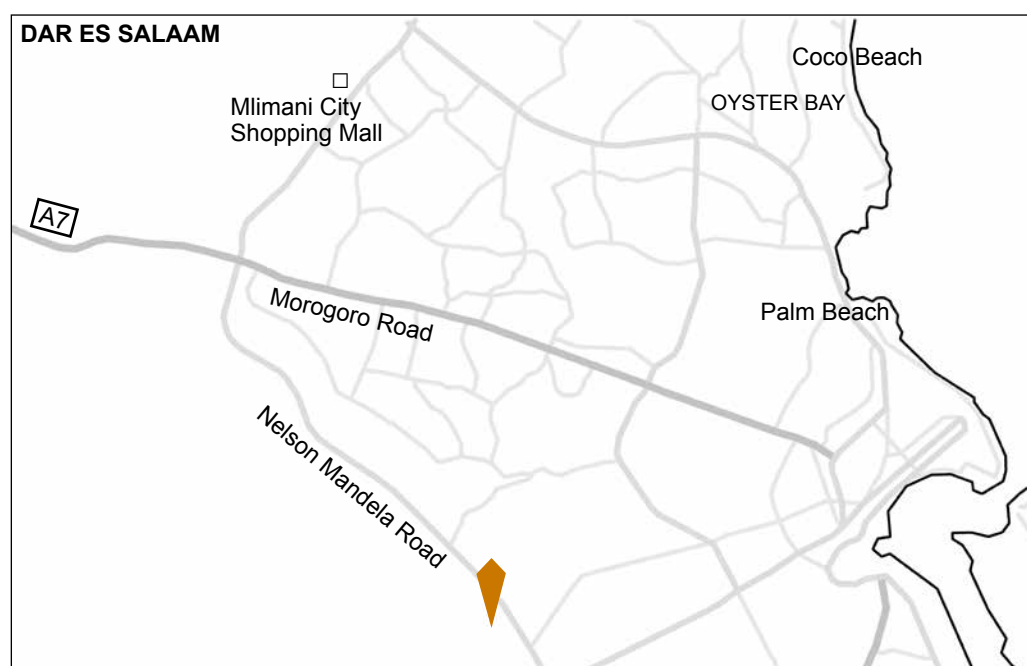 DAR ES SALAAM
Coco Beach
OYSTER BAY
Mlimani City
Shopping Mall
A7
Morogoro Road
Palm Beach
Nelson Mandela Road